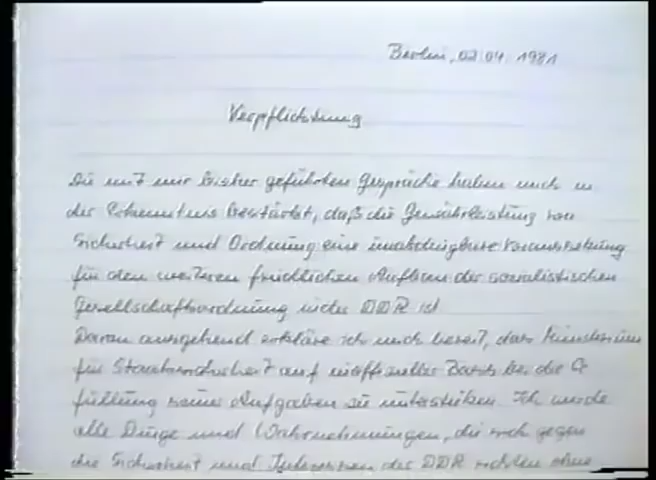 Berlin, 02.04.1981
Verpflichtung
Die mit mir bisher geführten Gespräche haben mich in
der Erkenntnis bestärkt, daß die Gewährleistung von
Sicherheit und Ordnung eine unabdingbare Voraussetzung
für den weiteren friedlichen Aufbau der sozialistischen
Gesellschaftsordnung in der DDR ist.
Davon ausgehend erkläre ich mich bereit, das Ministerium
für Staatssicherheit auf inoffizieller Basis bei der Er
füllung seiner Aufgaben zu unterstützen. Ich werde
alle Dinge und Wahrnehmungen, die sich gegen
die Sicherheit und Interessen der DDR richten ohne